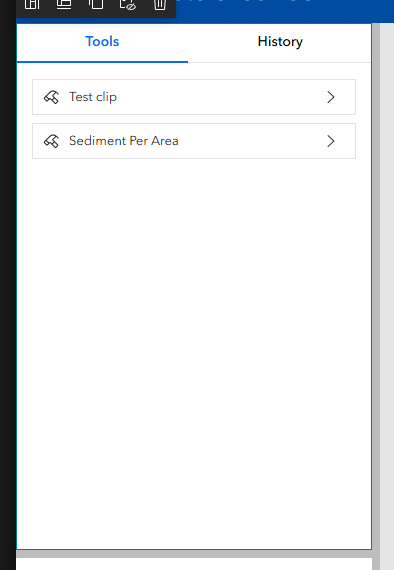 Tools
History
Test clip
Sediment Per Area